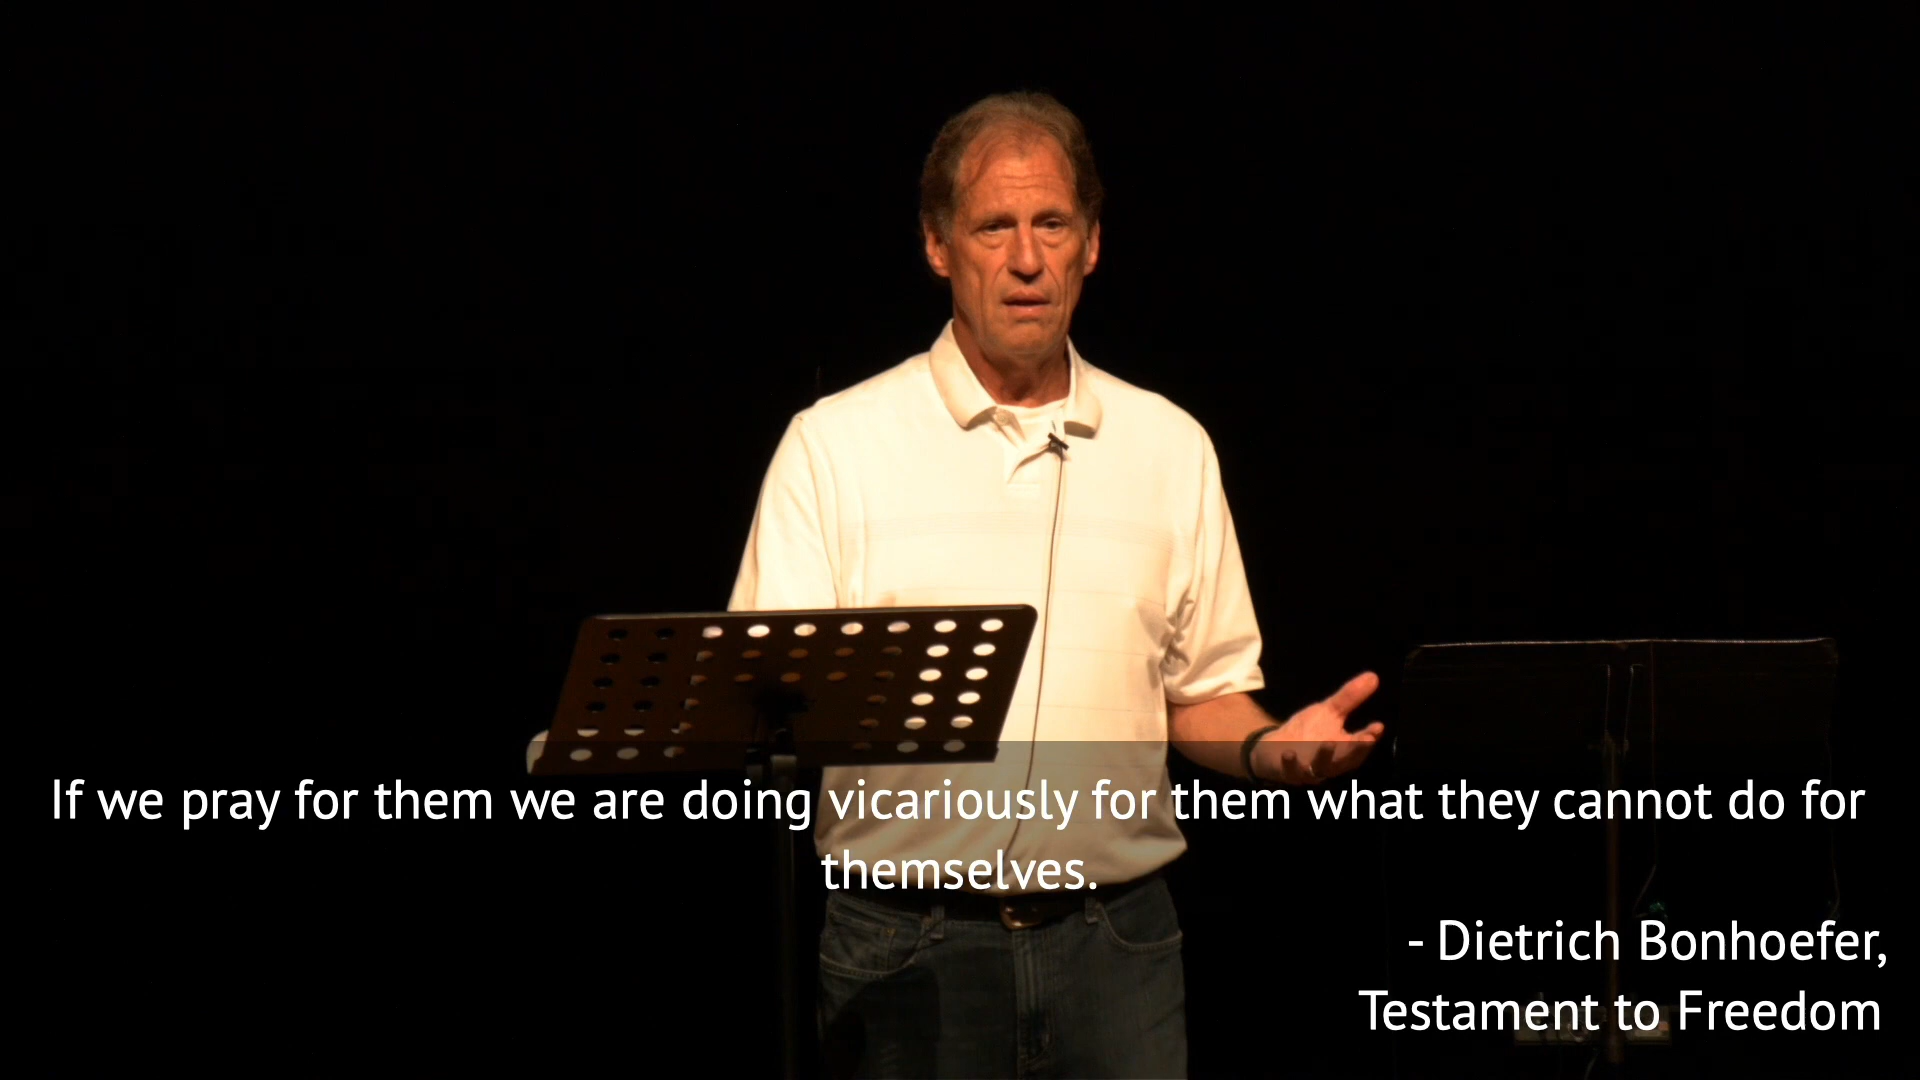 If we pray for them we are doing vicariously for them what they cannot do for
themselves.
- Dietrich Bonhoefer,
Testament to Freedom